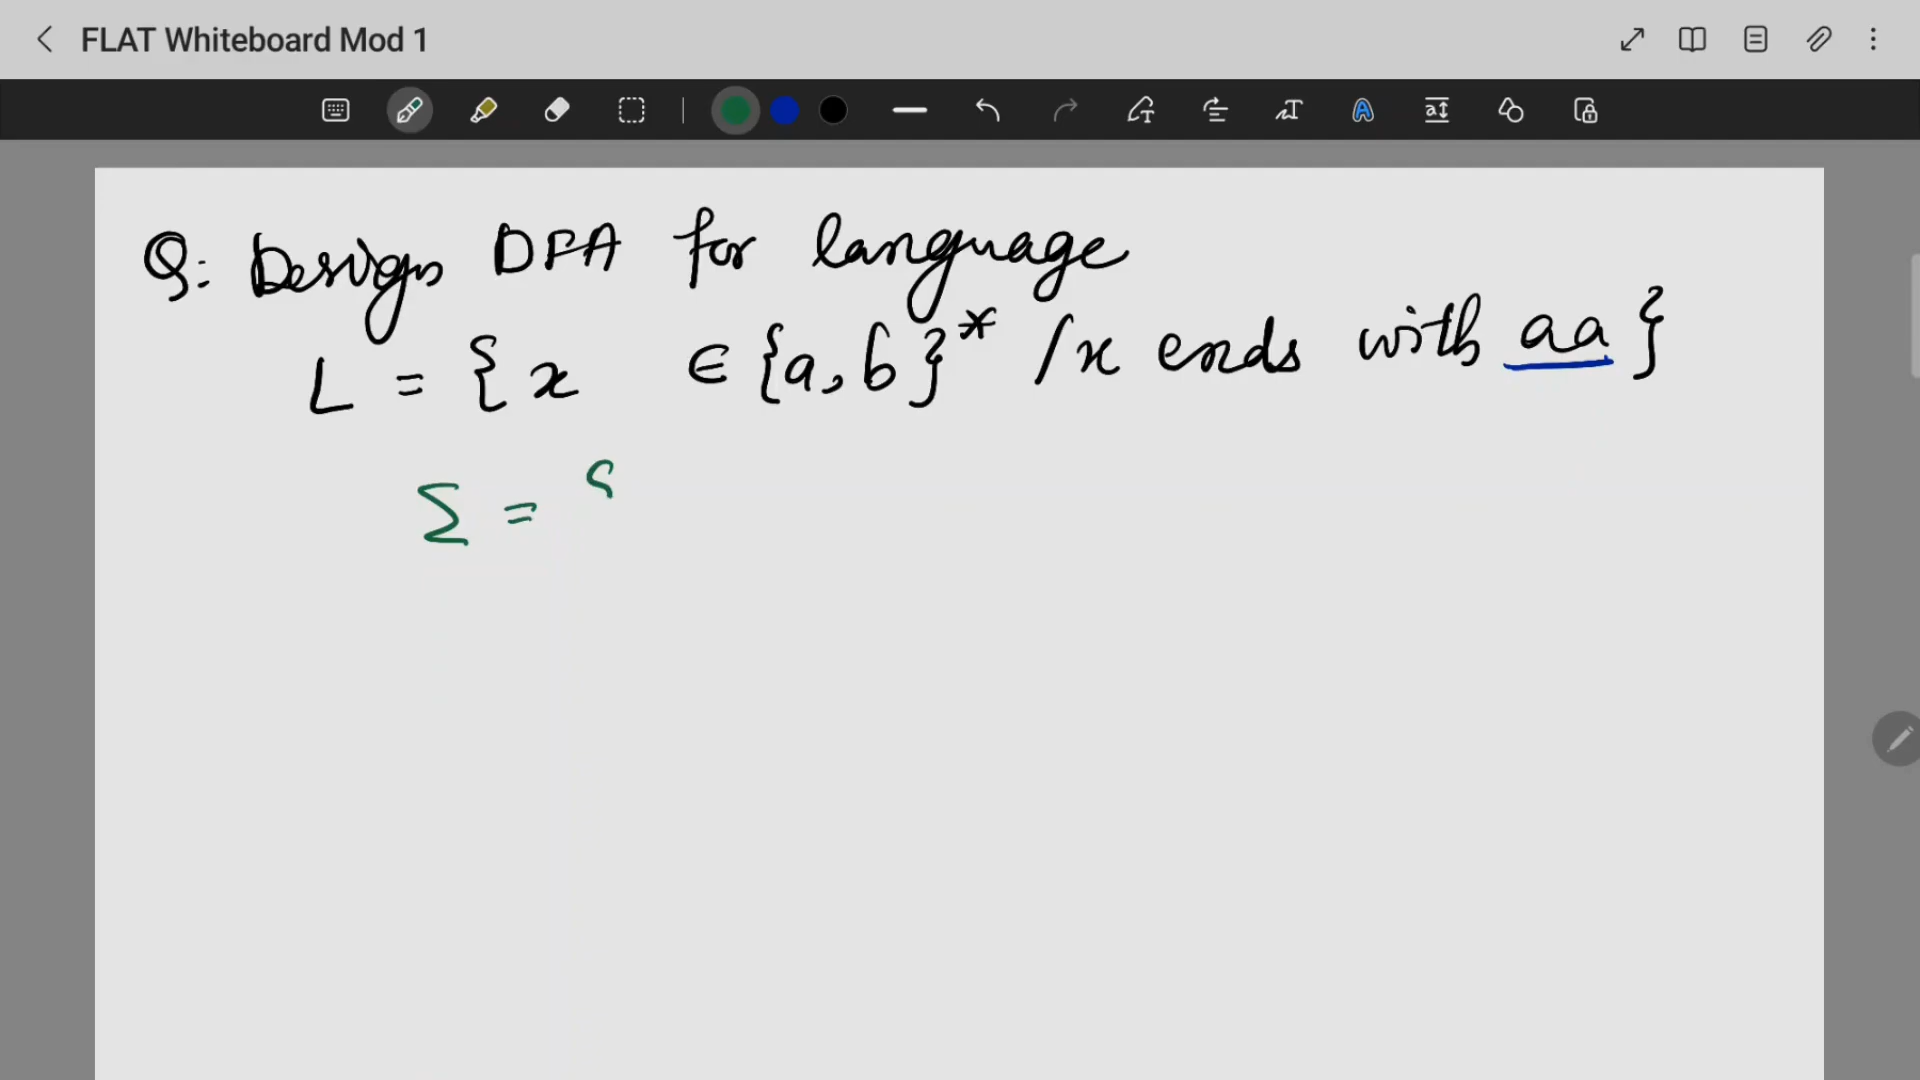 FLAT Whiteboard Mod 1
Q: Design DFA for language
L = { x ∈ {a, b}* / x ends with aa }
Σ = {